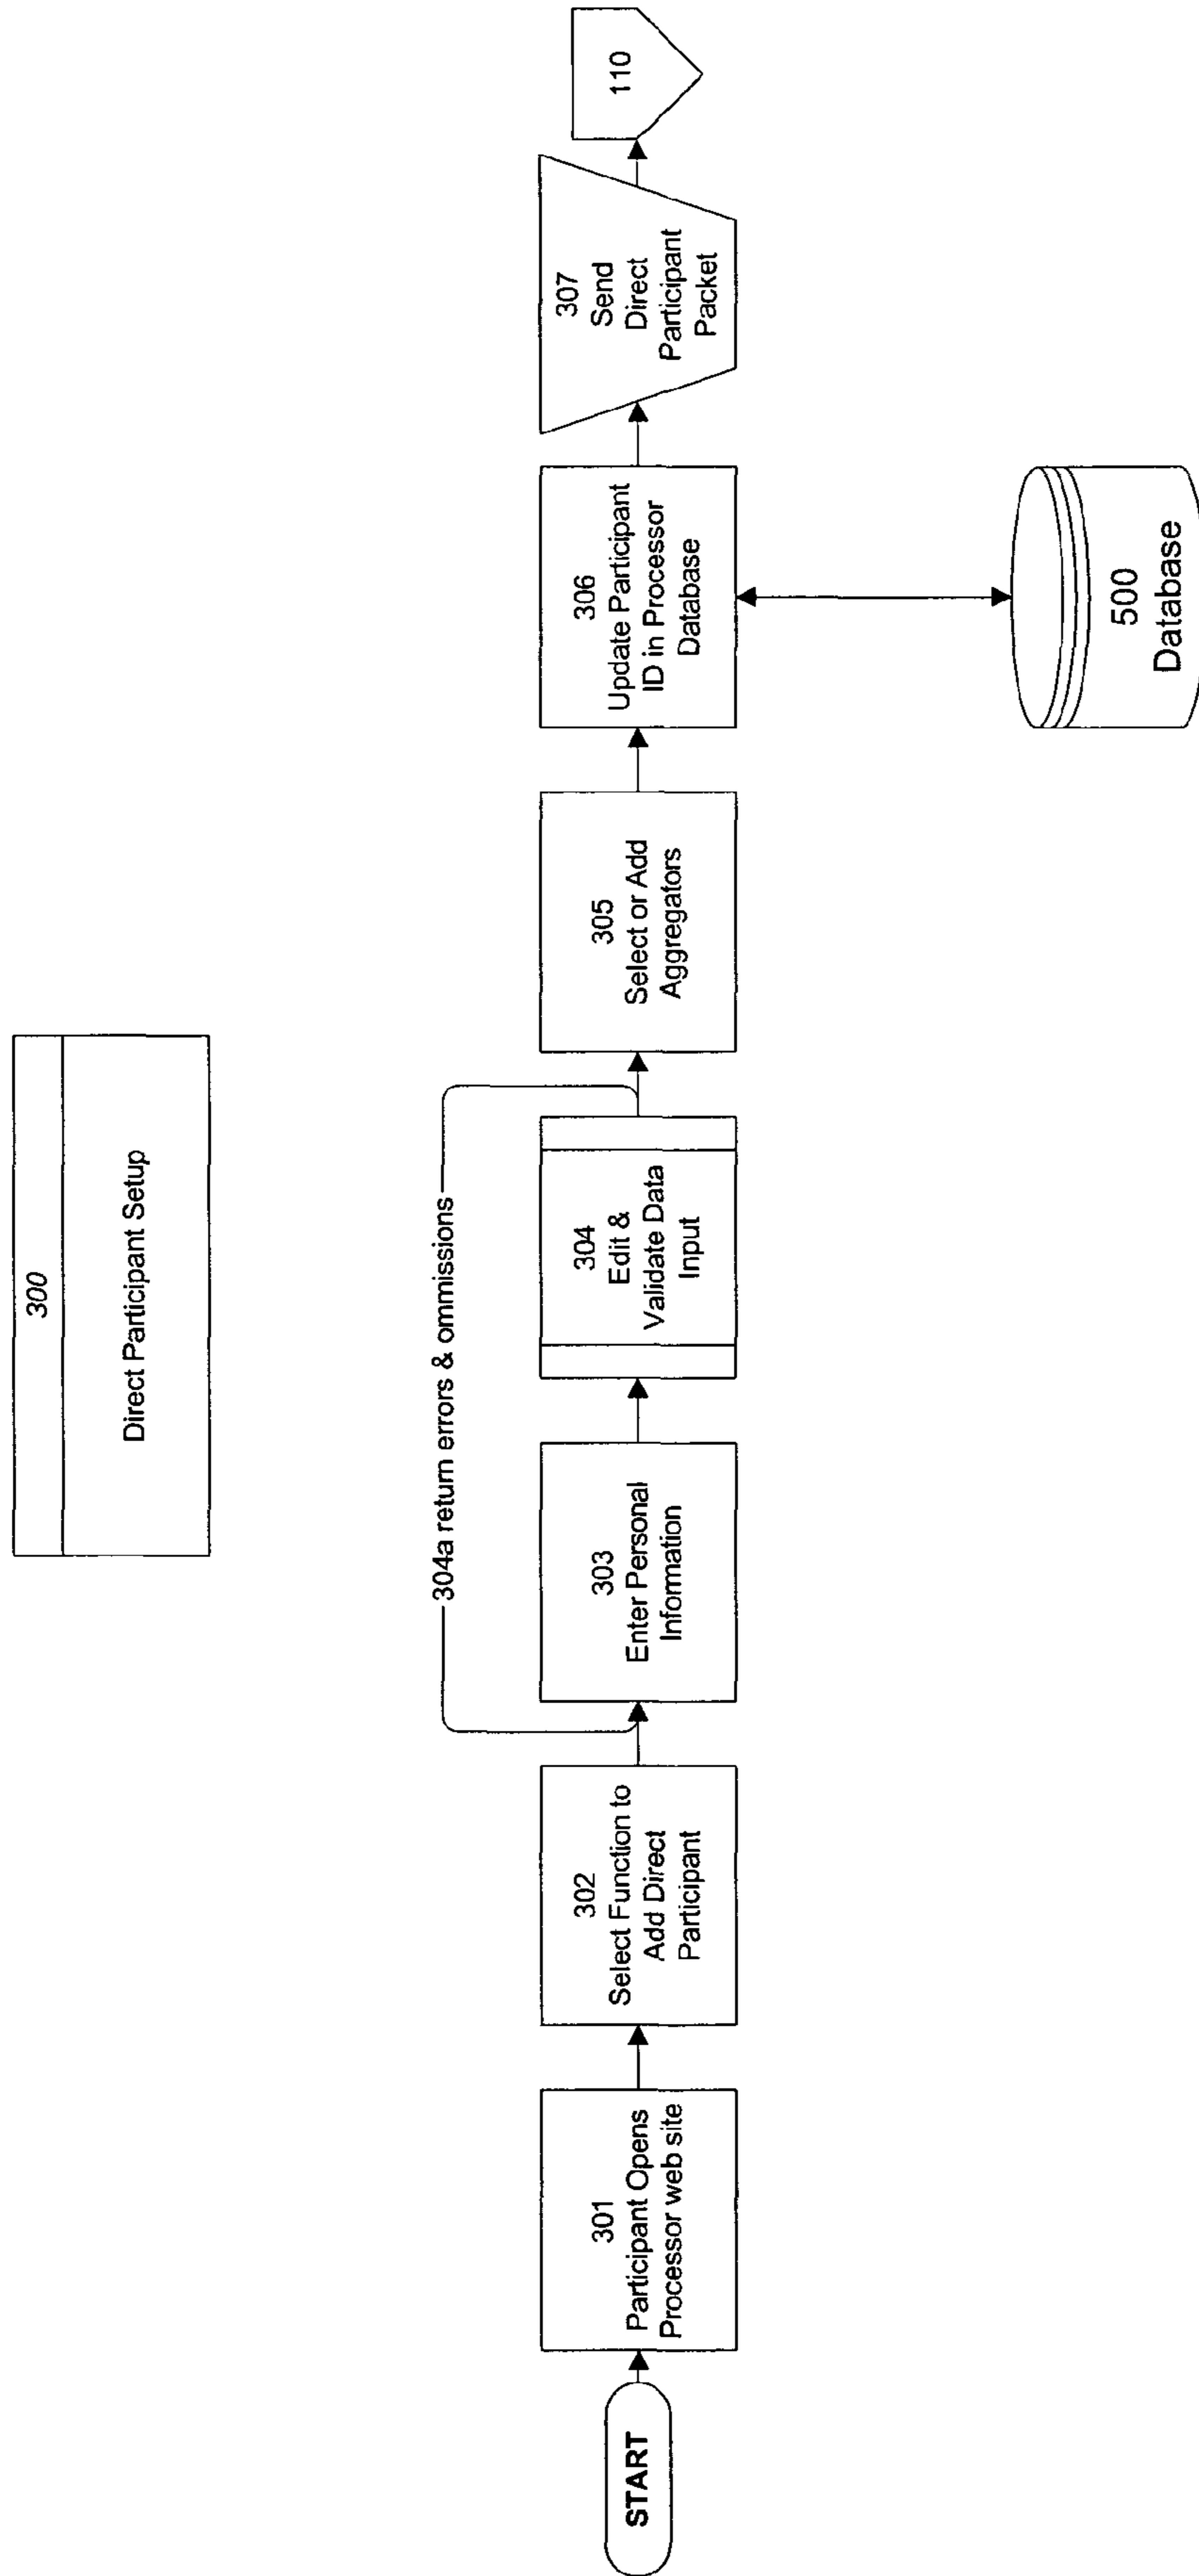 300
Direct Participant Setup
304a return errors & ommissions
START
301
Participant Opens
Processor web site
302
Select Function to
Add Direct
Participant
303
Enter Personal
Information
304
Edit &
Validate Data
Input
305
Select or Add
Aggregators
306
Update Participant
ID in Processor
Database
307
Send
Direct
Participant
Packet
110
500
Database